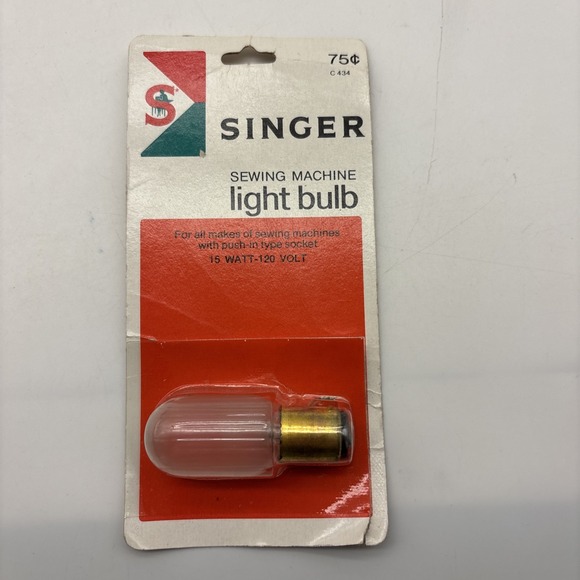 75¢
C 434
S
SINGER
SEWING MACHINE
light bulb
For all makes of sewing machines
with push-in type socket
15 WATT-120 VOLT